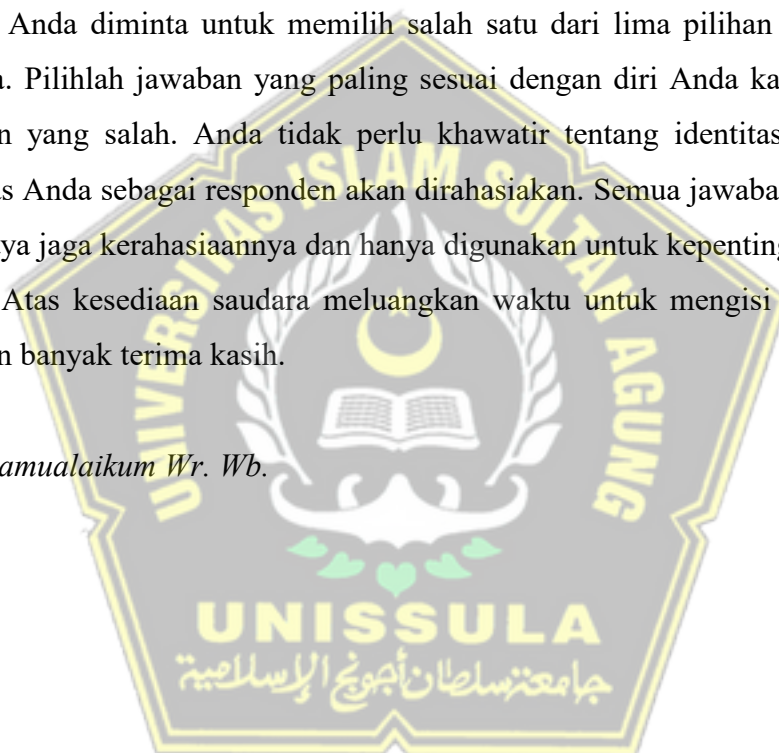 Anda diminta untuk memilih salah satu dari lima pilihan
a. Pilihlah jawaban yang paling sesuai dengan diri Anda ka
n yang salah. Anda tidak perlu khawatir tentang identitas
as Anda sebagai responden akan dirahasiakan. Semua jawaba
ya jaga kerahasiaannya dan hanya digunakan untuk kepenting
Atas kesediaan saudara meluangkan waktu untuk mengisi
n banyak terima kasih.
amualaikum Wr. Wb.
UNIVERSITAS ISLAM SULTAN AGUNG
UNISSULA
جامعة سلطان أجونج الإسلامية